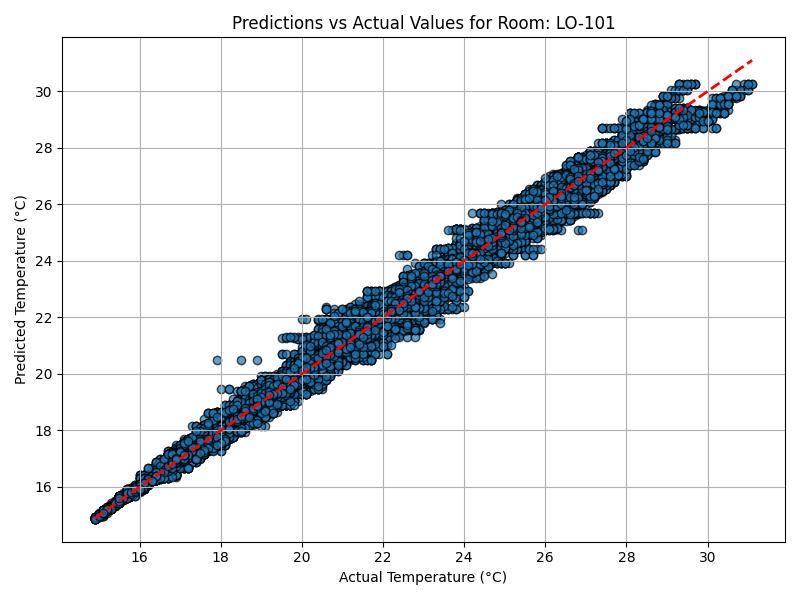 Predictions vs Actual Values for Room: LO-101
Predicted Temperature (°C)
30
28
26
24
22
20
18
16
16 18 20 22 24 26 28 30
Actual Temperature (°C)